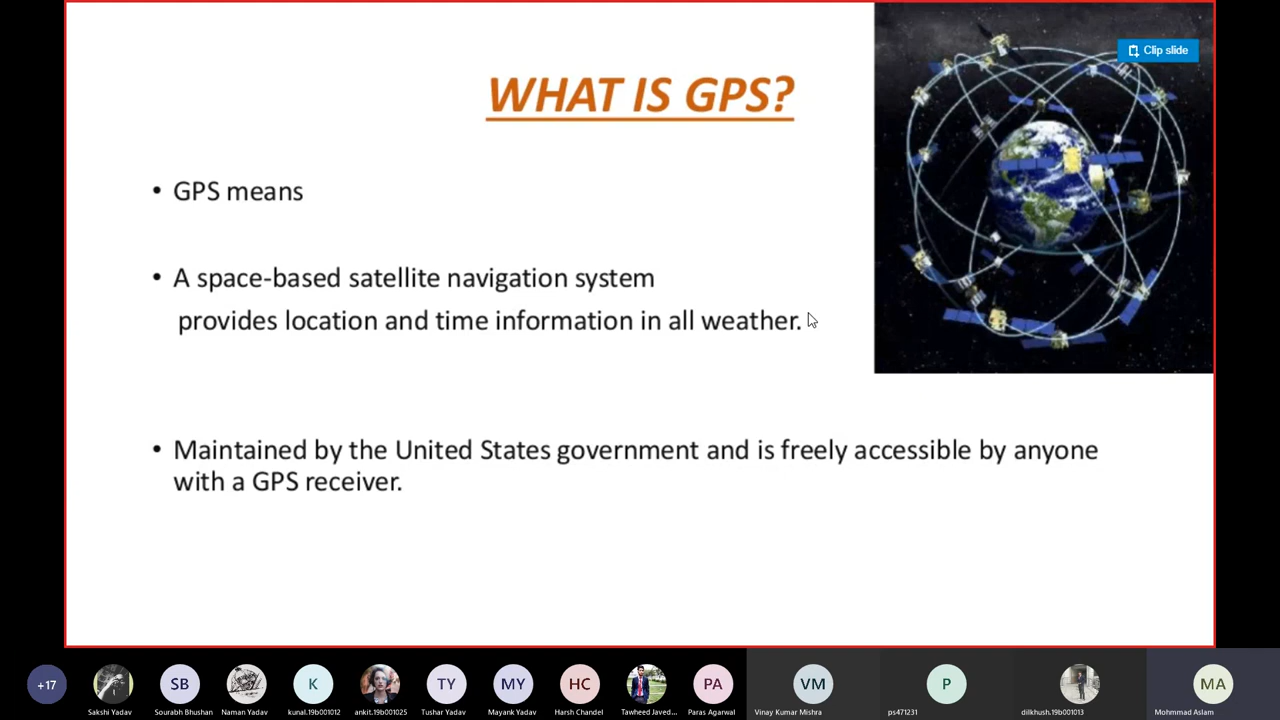 Clip slide
WHAT IS GPS?
• GPS means
• A space-based satellite navigation system
provides location and time information in all weather.
• Maintained by the United States government and is freely accessible by anyone
with a GPS receiver.
+17
SB
K
TY
MY
HC
PA
VM
P
MA
Sakshi Yadav
Sourabh Bhushan
Naman Yadav
kunal.19b001012
ankit.19b001025
Tushar Yadav
Mayank Yadav
Harsh Chandel
Tawheed Javed...
Paras Agarwal
Vinay Kumar Mishra
ps471231
dilkhush.19b001013
Mohmmad Aslam